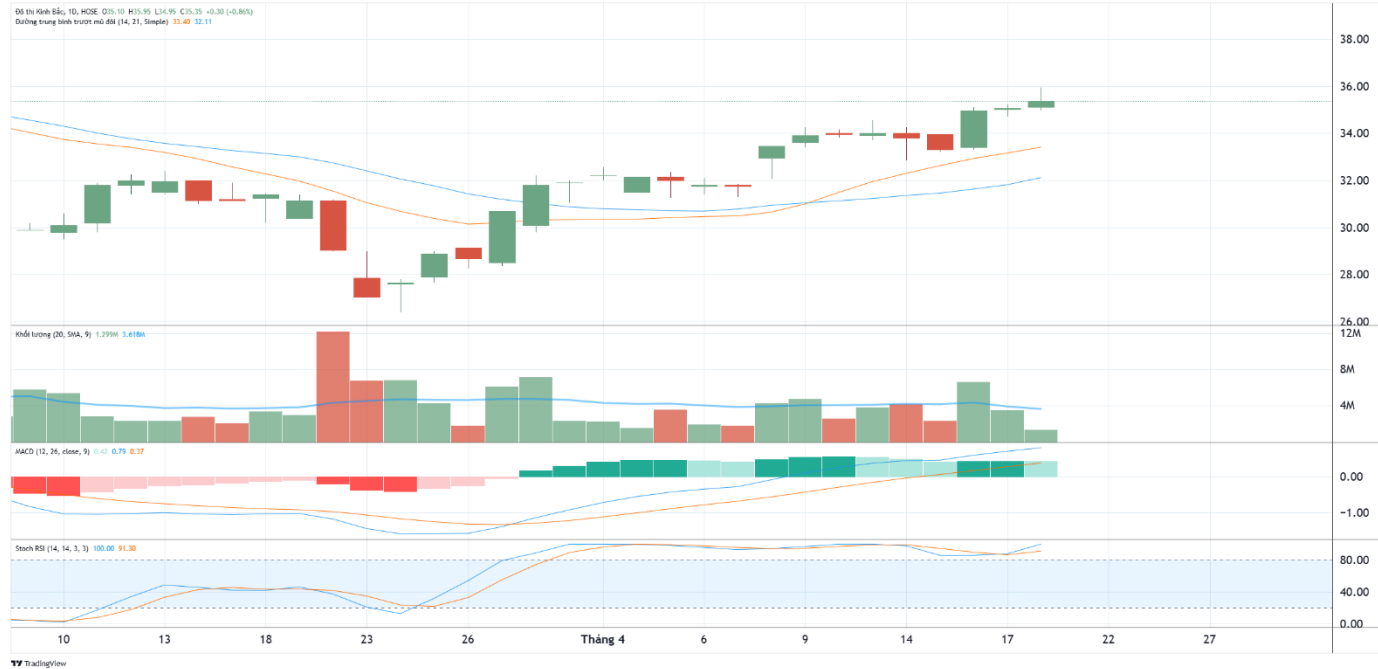 Đô thị Kinh Bắc, 1D, HOSE O35.10 H35.95 L34.95 C35.35 +0.30 (+0.86%)
Đường trung bình trượt mũ đôi (14, 21, Simple) 33.40 32.11
38.00
36.00
34.00
32.00
30.00
28.00
26.00
Khối lượng (20, SMA, 9) 1.299M 3.618M
12M
8M
4M
MACD (12, 26, close, 9) 0.42 0.79 0.37
0.00
−1.00
Stoch RSI (14, 14, 3, 3) 100.00 91.30
80.00
40.00
0.00
10 13 18 23 26 Tháng 4 6 9 14 17 22 27
TradingView